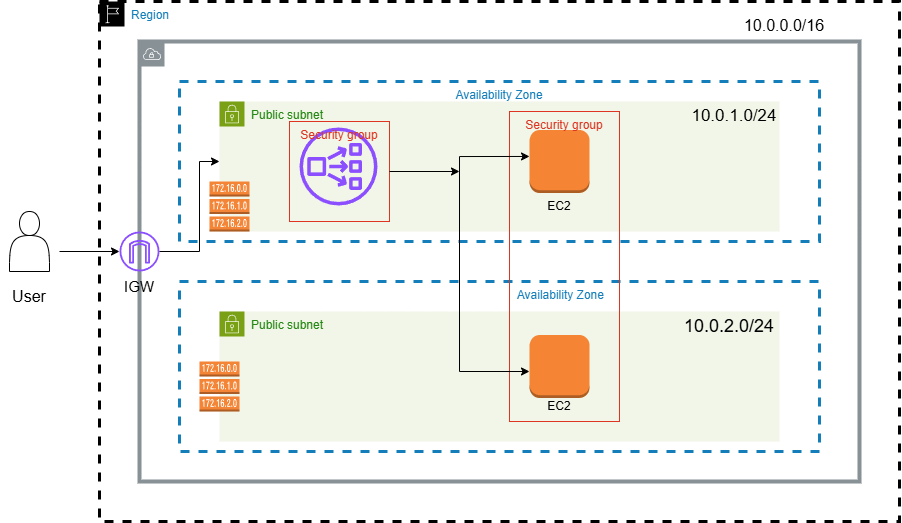 Region
10.0.0.0/16
Availability Zone
Public subnet
10.0.1.0/24
Security group
Security group
172.16.0.0
172.16.1.0
172.16.2.0
EC2
User
IGW
Availability Zone
Public subnet
10.0.2.0/24
172.16.0.0
172.16.1.0
172.16.2.0
EC2